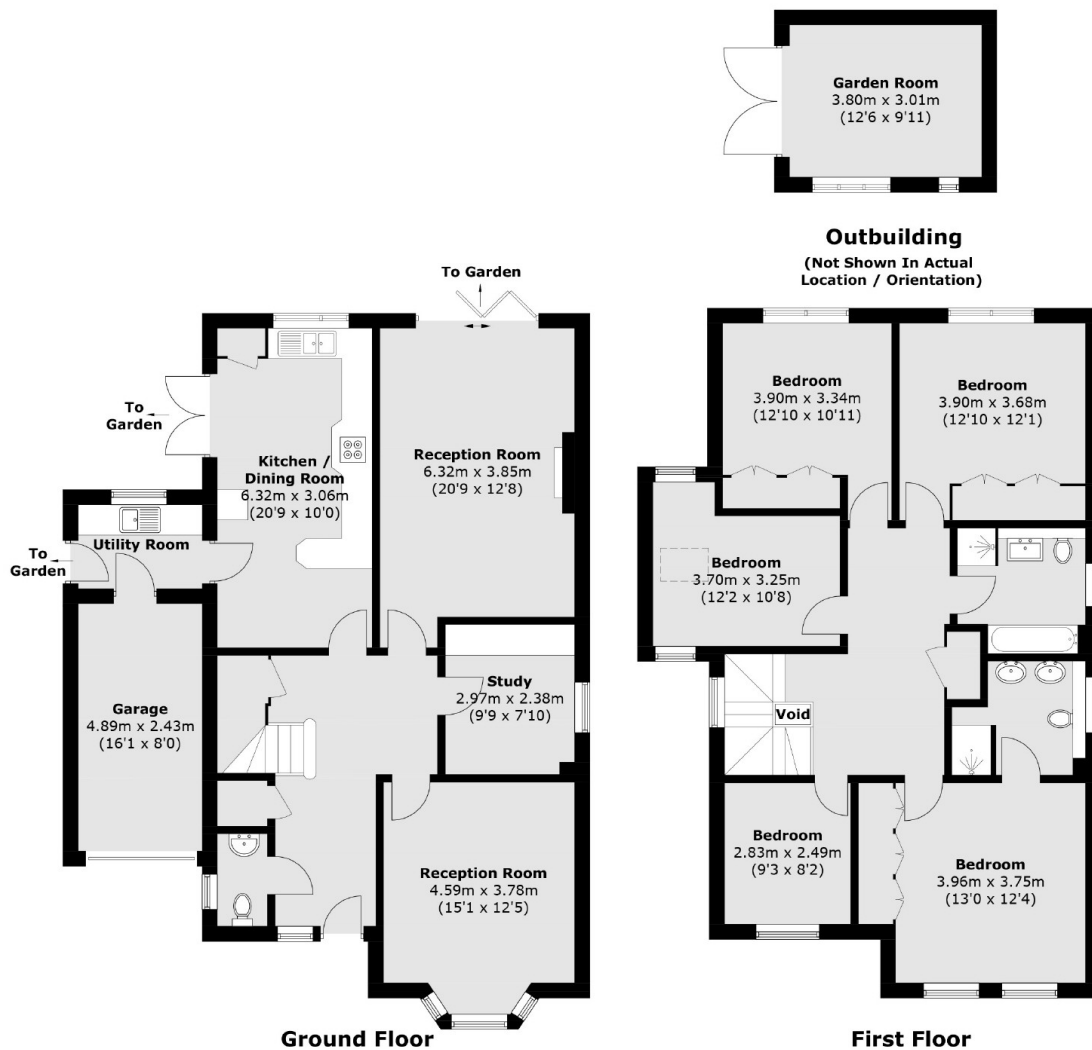 Garden Room
3.80m x 3.01m
(12'6 x 9'11)
Outbuilding
(Not Shown In Actual
Location / Orientation)
To Garden
To
Garden
Kitchen /
Dining Room
6.32m x 3.06m
(20'9 x 10'0)
Reception Room
6.32m x 3.85m
(20'9 x 12'8)
Utility Room
To
Garden
Study
2.97m x 2.38m
(9'9 x 7'10)
Garage
4.89m x 2.43m
(16'1 x 8'0)
Reception Room
4.59m x 3.78m
(15'1 x 12'5)
Ground Floor
Bedroom
3.90m x 3.34m
(12'10 x 10'11)
Bedroom
3.90m x 3.68m
(12'10 x 12'1)
Bedroom
3.70m x 3.25m
(12'2 x 10'8)
Void
Bedroom
2.83m x 2.49m
(9'3 x 8'2)
Bedroom
3.96m x 3.75m
(13'0 x 12'4)
First Floor